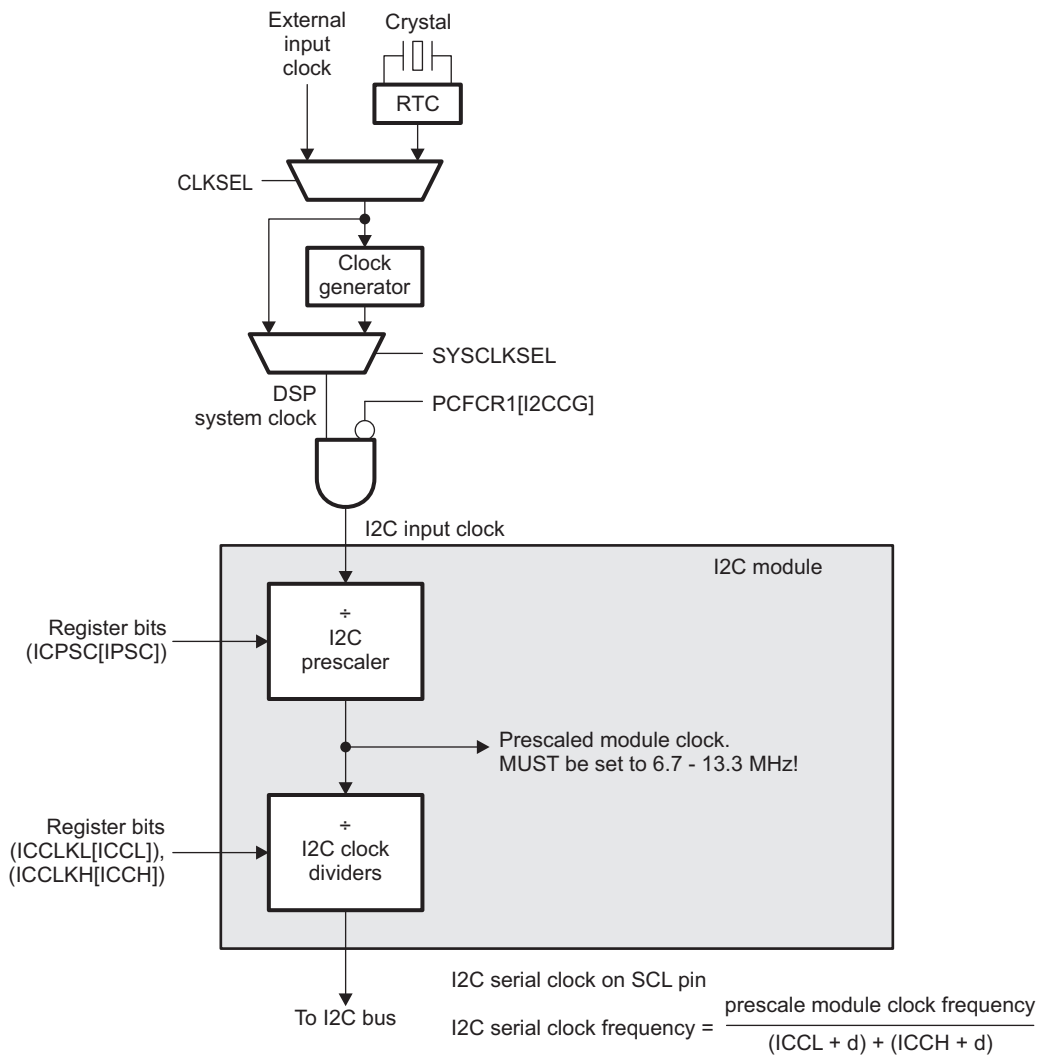 External
input
clock
Crystal
RTC
CLKSEL
Clock
generator
SYSCLKSEL
DSP
system clock
PCFCR1[I2CCG]
I2C input clock
I2C module
÷
I2C
prescaler
Register bits
(ICPSC[IPSC])
Prescaled module clock.
MUST be set to 6.7 - 13.3 MHz!
Register bits
(ICCLKL[ICCL]),
(ICCLKH[ICCH])
÷
I2C clock
dividers
To I2C bus
I2C serial clock on SCL pin
I2C serial clock frequency =
prescale module clock frequency
(ICCL + d) + (ICCH + d)